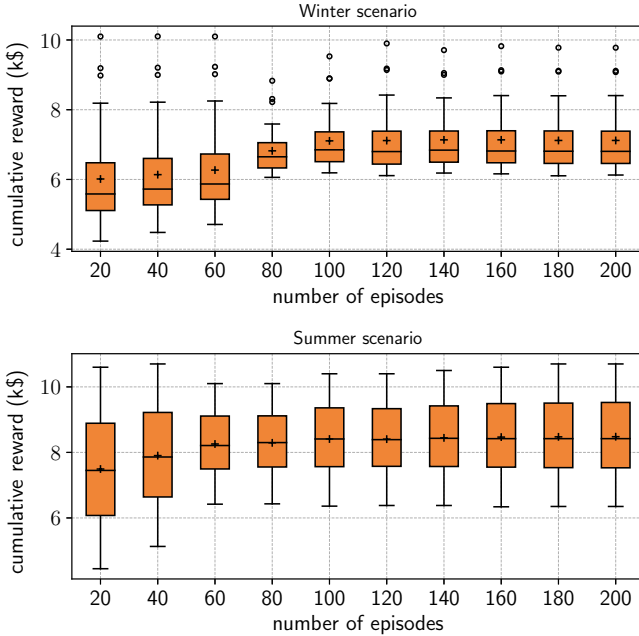 Winter scenario
cumulative reward (k$)
10
8
6
4
20 40 60 80 100 120 140 160 180 200
number of episodes
Summer scenario
cumulative reward (k$)
10
8
6
20 40 60 80 100 120 140 160 180 200
number of episodes